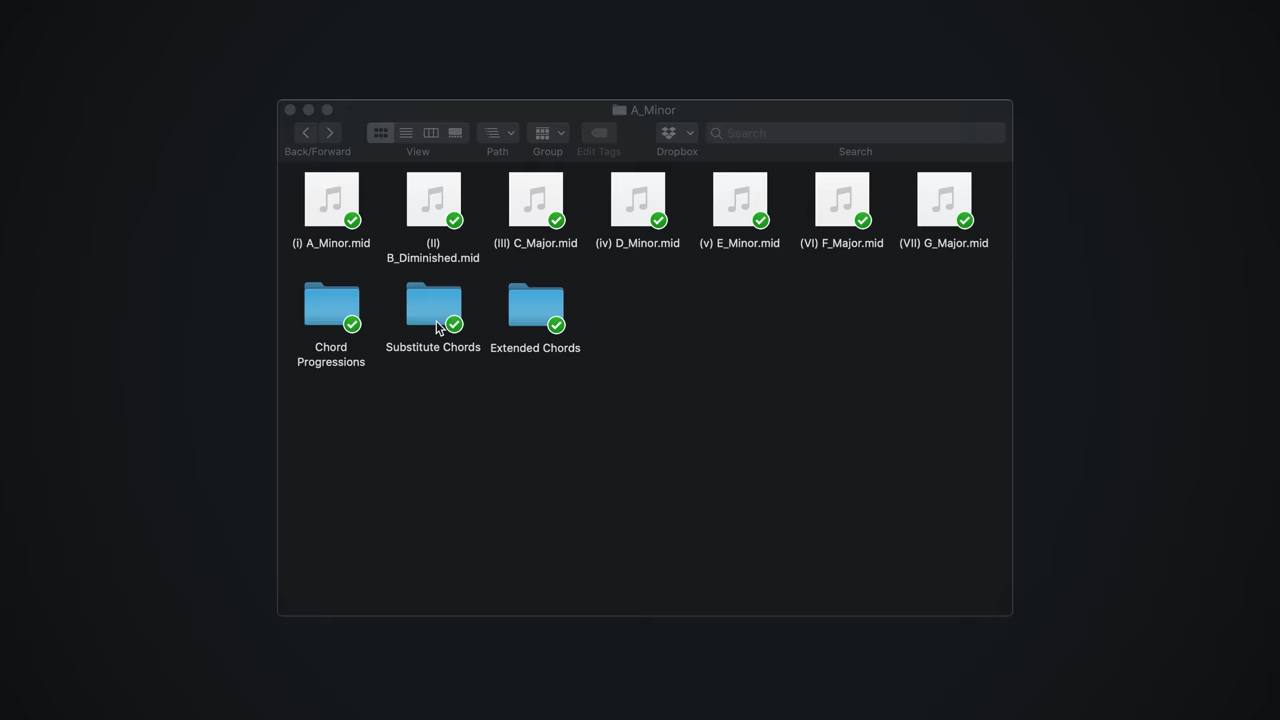 A_Minor
Search
Back/Forward View Path Group Edit Tags Dropbox Search
(i) A_Minor.mid
(II)
B_Diminished.mid
(III) C_Major.mid
(iv) D_Minor.mid
(v) E_Minor.mid
(VI) F_Major.mid
(VII) G_Major.mid
Chord
Progressions
Substitute Chords
Extended Chords